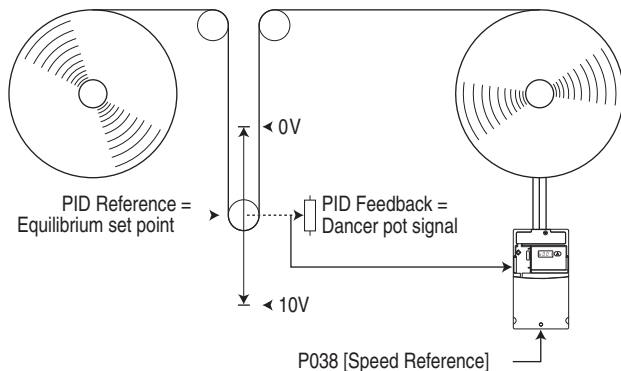 0V
PID Reference =
Equilibrium set point
PID Feedback =
Dancer pot signal
10V
P038 [Speed Reference]